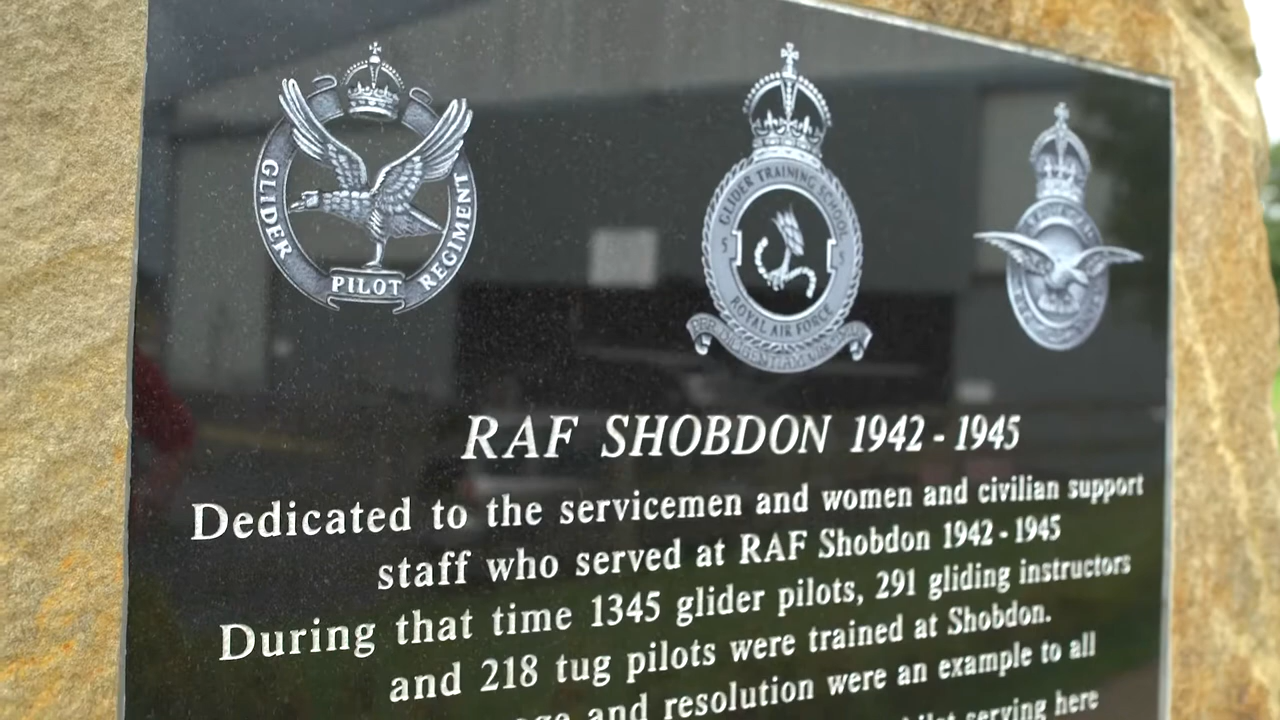 GLIDER PILOT REGIMENT
GLIDER TRAINING SCHOOL
5 5
ROYAL AIR FORCE
RAF SHOBDON 1942 - 1945
Dedicated to the servicemen and women and civilian support
staff who served at RAF Shobdon 1942 - 1945
During that time 1345 glider pilots, 291 gliding instructors
and 218 tug pilots were trained at Shobdon.
and resolution were an example to all
serving here